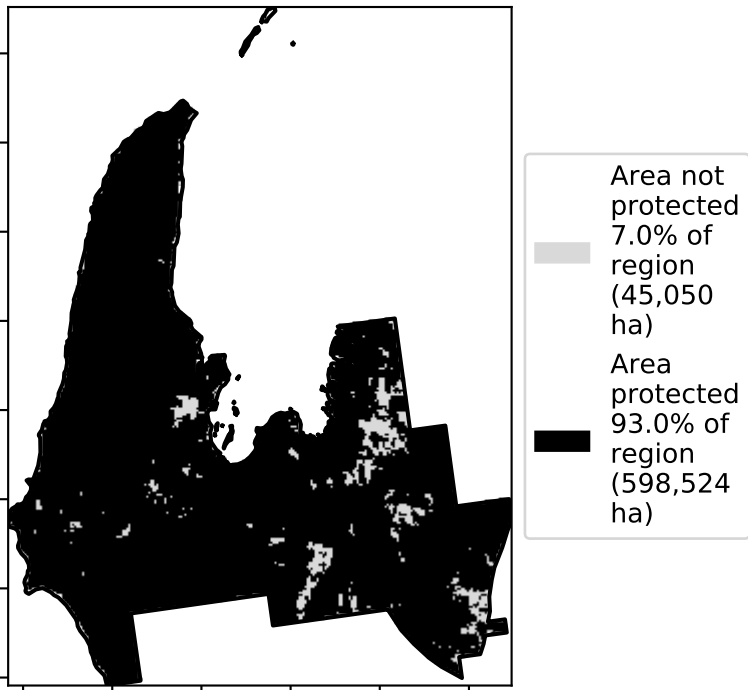 Area not
protected
7.0% of
region
(45,050
ha)
Area
protected
93.0% of
region
(598,524
ha)